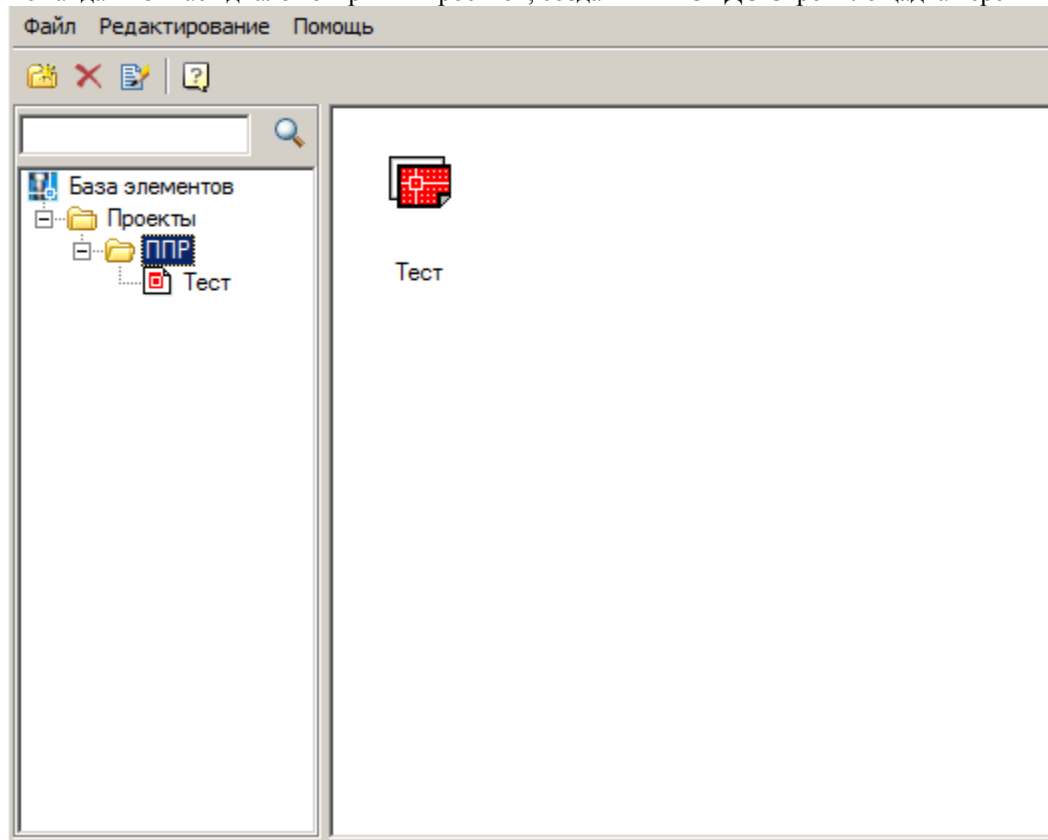 Файл Редактирование Помощь
База элементов
Проекты
ППР
Тест
Тест